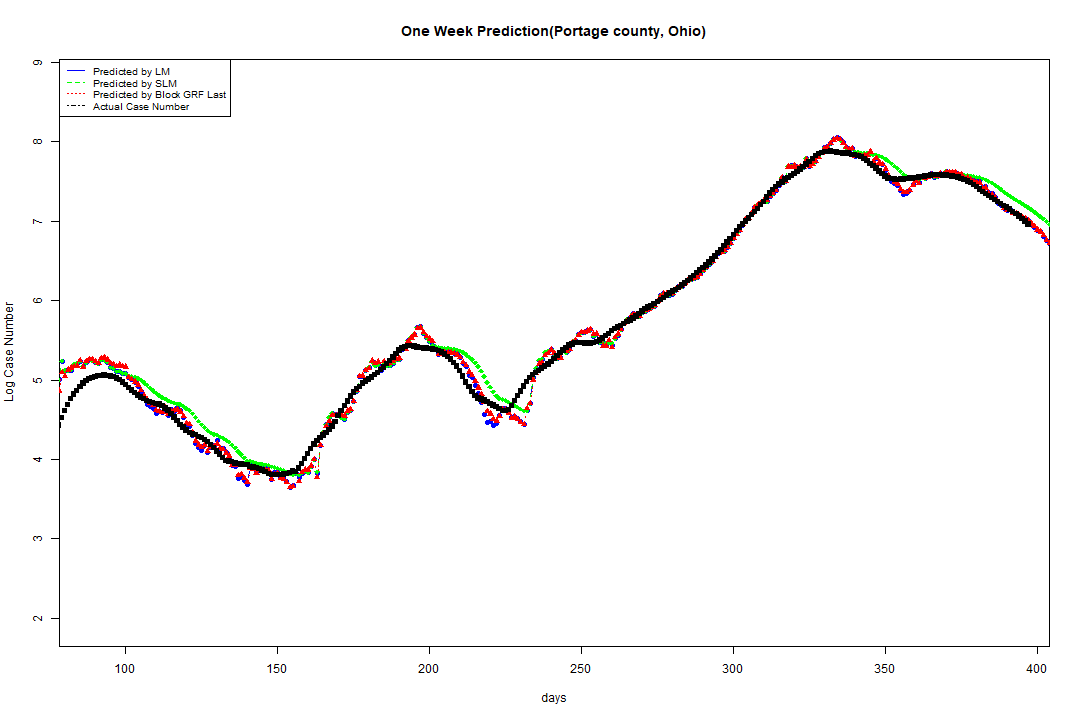 One Week Prediction(Portage county, Ohio)
Predicted by LM
Predicted by SLM
Predicted by Block GRF Last
Actual Case Number
Log Case Number
9
8
7
6
5
4
3
2
100 150 200 250 300 350 400
days